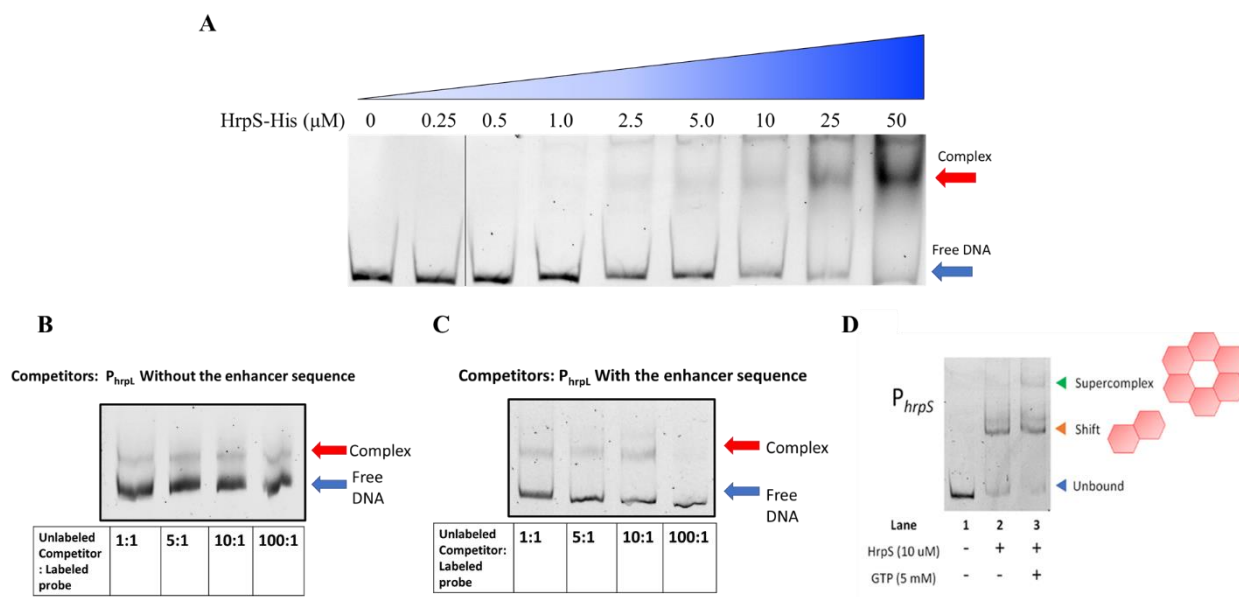 A
HrpS-His (µM) 0 0.25 0.5 1.0 2.5 5.0 10 25 50
Complex
Free DNA
B
Competitors: PhrpL Without the enhancer sequence
Complex
Free
DNA
Unlabeled
Competitor
: Labeled
probe
1:1 5:1 10:1 100:1
C
Competitors: PhrpL With the enhancer sequence
Complex
Free
DNA
Unlabeled
Competitor:
Labeled
probe
1:1 5:1 10:1 100:1
D
PhrpS
Supercomplex
Shift
Unbound
Lane 1 2 3
HrpS (10 uM) - + +
GTP (5 mM) - - +